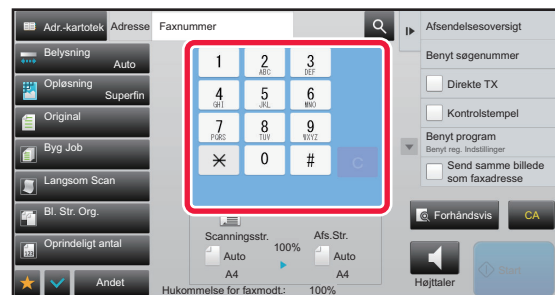 Adr.-kartotek
Adresse
Faxnummer
Belysning
Auto
Opløsning
Superfin
Original
Byg Job
Langsom Scan
Bl. Str. Org.
Oprindeligt antal
Andet
1
2
ABC
3
DEF
4
GHI
5
JKL
6
MNO
7
PQRS
8
TUV
9
WXYZ
0
#
C
Scanningsstr.
100%
Afs.Str.
Auto
A4
Auto
A4
Hukommelse for faxmodt.: 100%
Afsendelsesoversigt
Benyt søgenummer
Direkte TX
Kontrolstempel
Benyt program
Benyt reg. Indstillinger
Send samme billede
som faxadresse
Forhåndsvis
CA
Højttaler
Start